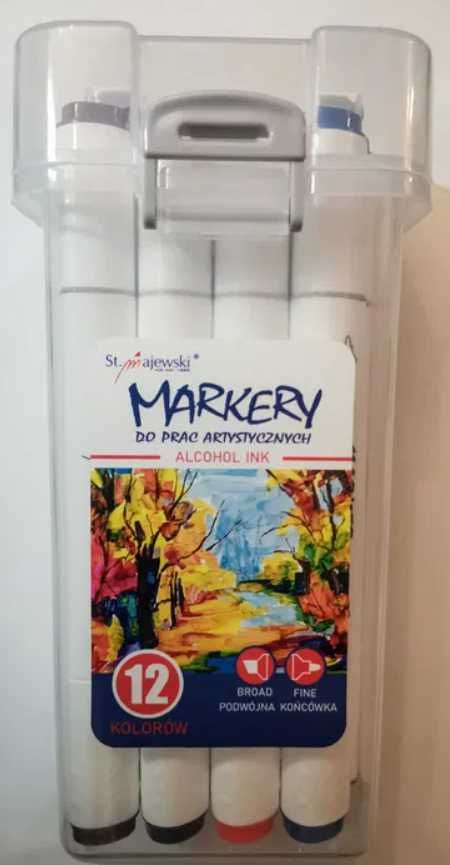 St. Majewski®
MARKERY
DO PRAC ARTYSTYCZNYCH
ALCOHOL INK
12
KOLORÓW
BROAD FINE
PODWÓJNA KOŃCÓWKA